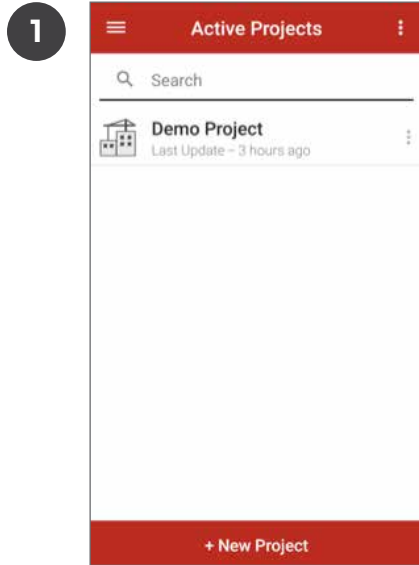 1
Active Projects
Search
Demo Project
Last Update – 3 hours ago
+ New Project